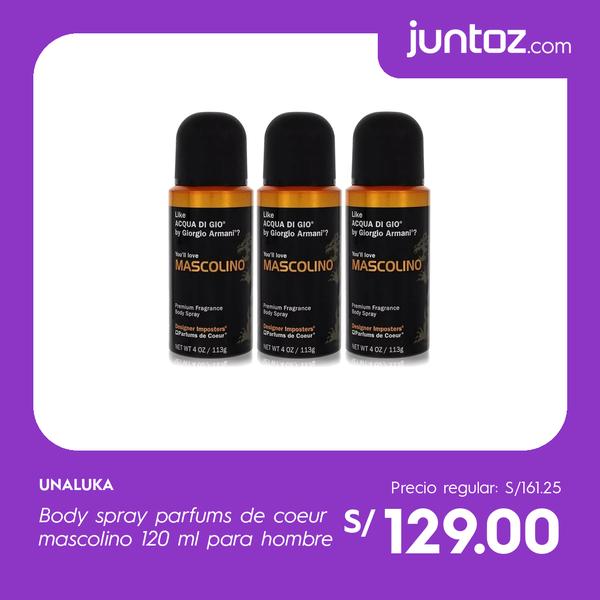 juntoz.com
Like
ACQUA DI GIO®
by Giorgio Armani®?
You'll love
MASCOLINO
Premium Fragrance
Body Spray
Designer Imposters®
Parfums de Coeur®
NET WT 4 OZ / 113g
Like
ACQUA DI GIO®
by Giorgio Armani®?
You'll love
MASCOLINO
Premium Fragrance
Body Spray
Designer Imposters®
Parfums de Coeur®
NET WT 4 OZ / 113g
Like
ACQUA DI GIO®
by Giorgio Armani®?
You'll love
MASCOLINO
Premium Fragrance
Body Spray
Designer Imposters®
Parfums de Coeur®
NET WT 4 OZ / 113g
UNALUKA
Body spray parfums de coeur
mascolino 120 ml para hombre
Precio regular: S/161.25
S/129.00